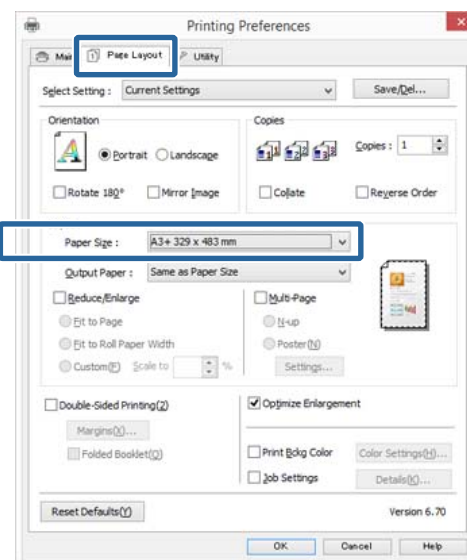 Printing Preferences
Main Page Layout Utility
Select Setting : Current Settings Save/Del...
Orientation Copies
Portrait Landscape Copies : 1
Rotate 180° Mirror Image Collate Reverse Order
Paper Size : A3+ 329 x 483 mm
Output Paper : Same as Paper Size
Reduce/Enlarge Multi-Page
Fit to Page N-up
Fit to Roll Paper Width Poster(N)
Custom(F) Scale to % Settings...
Double-Sided Printing(2) Optimize Enlargement
Margins(X)...
Folded Booklet(Q) Print Bckg Color Color Settings(H)...
Job Settings Details(K)...
Reset Defaults(Y) Version 6.70
OK Cancel Help